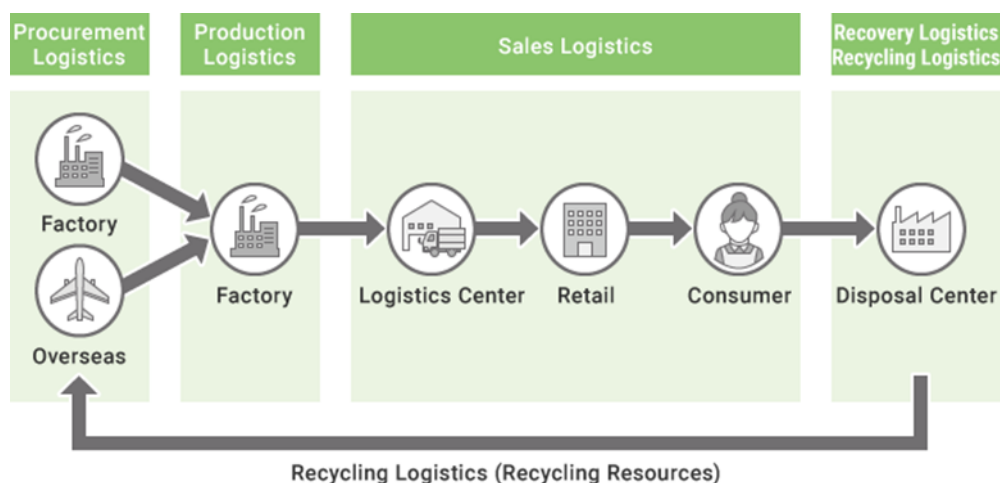 Procurement
Logistics
Production
Logistics
Sales Logistics
Recovery Logistics
Recycling Logistics
Factory
Overseas
Factory
Logistics Center
Retail
Consumer
Disposal Center
Recycling Logistics (Recycling Resources)